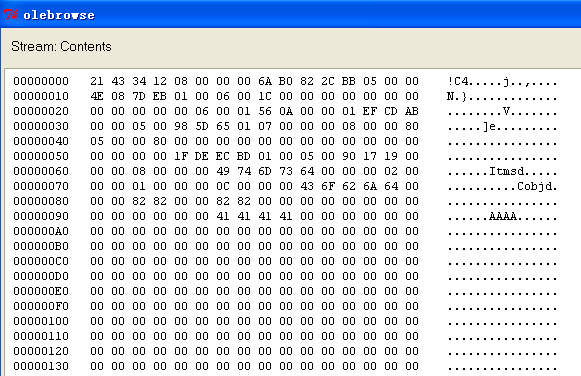 olebrowse
Stream: Contents
00000000 21 43 34 12 08 00 00 00 6A B0 82 2C BB 05 00 00 !C4.....j..,....
00000010 4E 08 7D EB 01 00 06 00 1C 00 00 00 00 00 00 00 N.}.............
00000020 00 00 00 00 00 06 00 01 56 0A 00 00 01 EF CD AB ........V.......
00000030 00 00 05 00 98 5D 65 01 07 00 00 00 08 00 00 80 .....]e.........
00000040 05 00 00 80 00 00 00 00 00 00 00 00 00 00 00 00 ................
00000050 00 00 00 00 1F DE EC BD 01 00 05 00 90 17 19 00 ................
00000060 00 00 08 00 00 00 49 74 6D 73 64 00 00 00 02 00 ......Itmsd.....
00000070 00 00 01 00 00 00 0C 00 00 00 43 6F 62 6A 64 00 ..........Cobjd.
00000080 00 00 82 82 00 00 82 82 00 00 00 00 00 00 00 00 ................
00000090 00 00 00 00 00 00 41 41 41 41 00 00 00 00 00 00 ......AAAA......
000000A0 00 00 00 00 00 00 00 00 00 00 00 00 00 00 00 00 ................
000000B0 00 00 00 00 00 00 00 00 00 00 00 00 00 00 00 00 ................
000000C0 00 00 00 00 00 00 00 00 00 00 00 00 00 00 00 00 ................
000000D0 00 00 00 00 00 00 00 00 00 00 00 00 00 00 00 00 ................
000000E0 00 00 00 00 00 00 00 00 00 00 00 00 00 00 00 00 ................
000000F0 00 00 00 00 00 00 00 00 00 00 00 00 00 00 00 00 ................
00000100 00 00 00 00 00 00 00 00 00 00 00 00 00 00 00 00 ................
00000110 00 00 00 00 00 00 00 00 00 00 00 00 00 00 00 00 ................
00000120 00 00 00 00 00 00 00 00 00 00 00 00 00 00 00 00 ................
00000130 00 00 00 00 00 00 00 00 00 00 00 00 00 00 00 00 ................